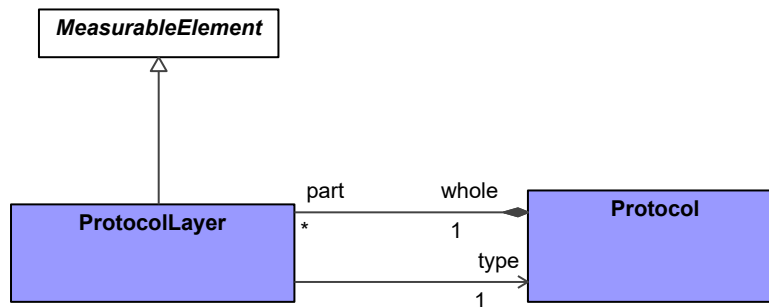 MeasurableElement
part
whole
ProtocolLayer
*
1
Protocol
type
1